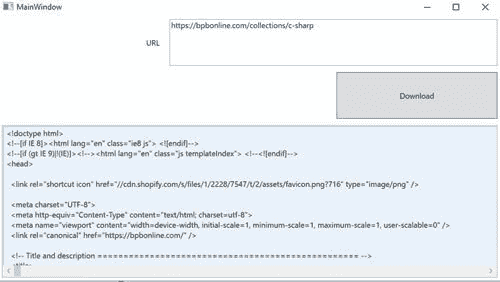 MainWindow
URL
https://bpbonline.com/collections/c-sharp
Download
<!doctype html>
<!--[if IE 8]><html lang="en" class="ie8 js"> <![endif]-->
<!--[if (gt IE 9)|!(IE)]><!--><html lang="en" class="js templateIndex"> <!--<![endif]-->
<head>
<link rel="shortcut icon" href="//cdn.shopify.com/s/files/1/2228/7547/t/2/assets/favicon.png?716" type="image/png" />
<meta charset="UTF-8">
<meta http-equiv="Content-Type" content="text/html; charset=utf-8">
<meta name="viewport" content="width=device-width, initial-scale=1, minimum-scale=1, maximum-scale=1, user-scalable=0" />
<link rel="canonical" href="https://bpbonline.com/" />
<!-- Title and description ================================================== -->